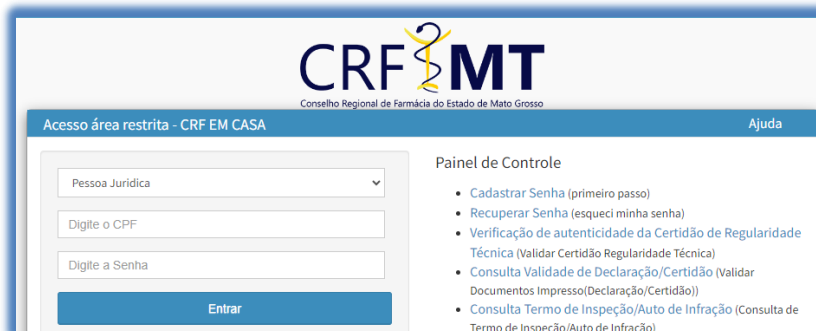 CRF MT
Conselho Regional de Farmácia do Estado de Mato Grosso
Acesso área restrita - CRF EM CASA
Ajuda
Pessoa Juridica
Digite o CPF
Digite a Senha
Entrar
Painel de Controle
Cadastrar Senha (primeiro passo)
Recuperar Senha (esqueci minha senha)
Verificação de autenticidade da Certidão de Regularidade
Técnica (Validar Certidão Regularidade Técnica)
Consulta Validade de Declaração/Certidão (Validar
Documentos Impresso(Declaração/Certidão))
Consulta Termo de Inspeção/Auto de Infração (Consulta de
Termo de Inspeção/Auto de Infração)